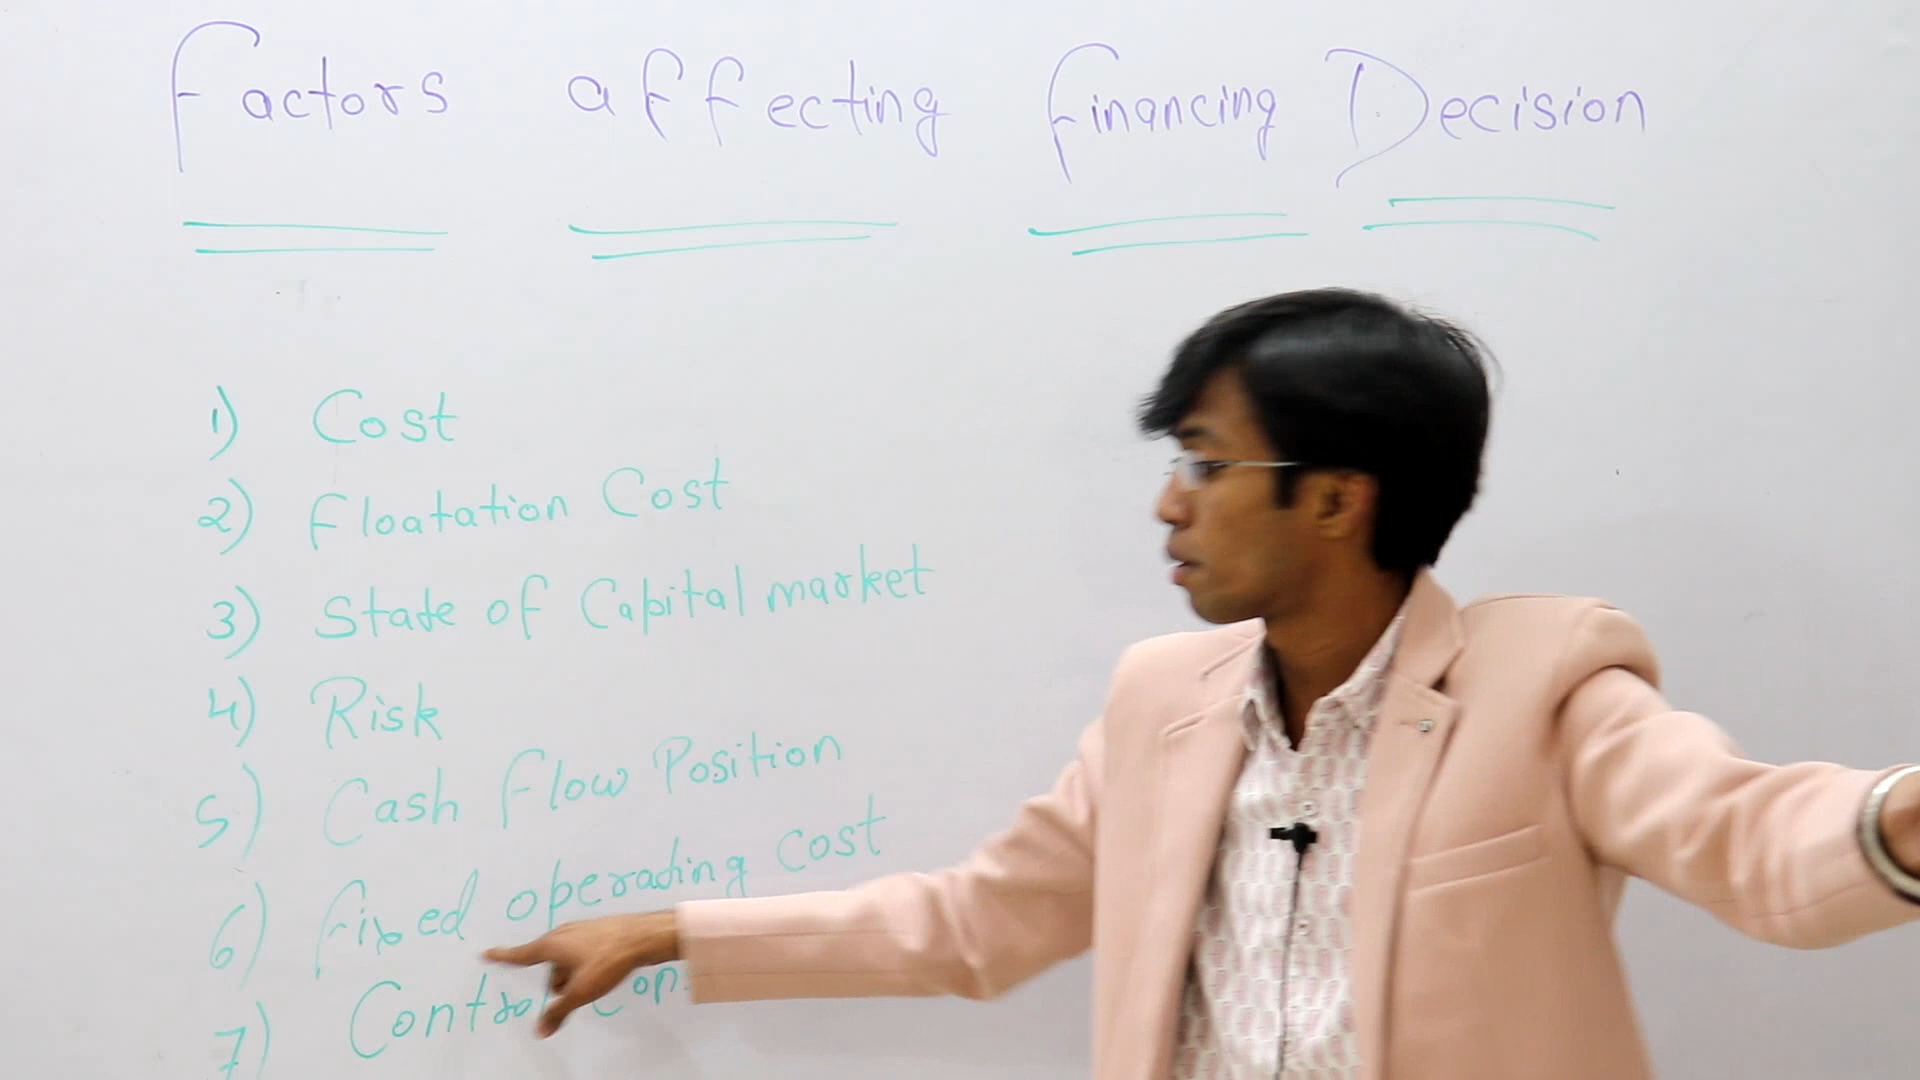 Factors affecting Financing Decision
1) Cost
2) Floatation Cost
3) State of Capital market
4) Risk
5) Cash Flow Position
6) Fixed operating Cost
7) Control